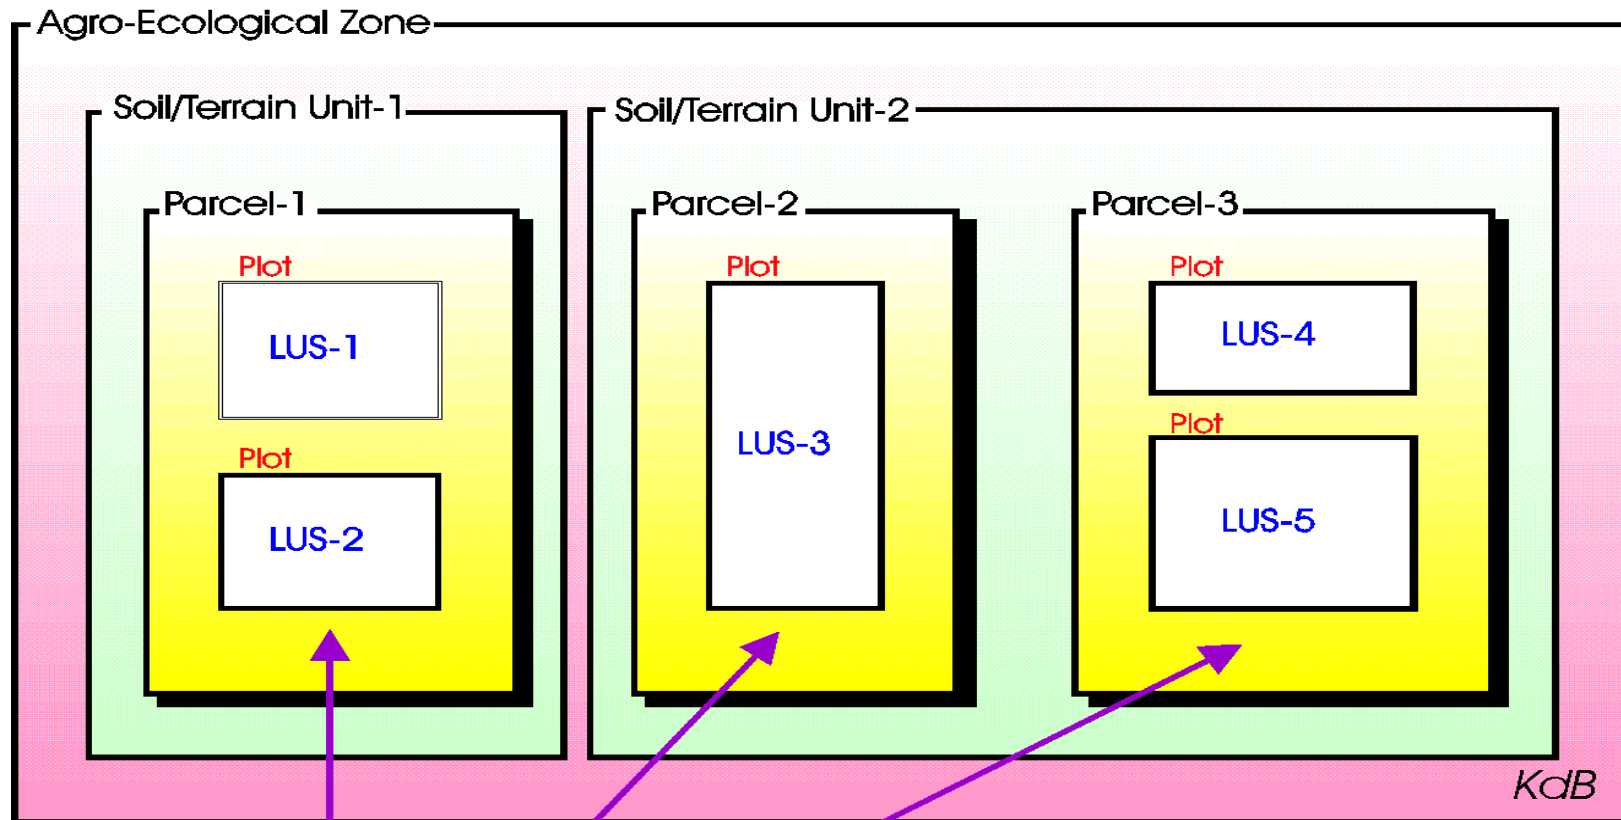 Agro-Ecological Zone
Soil/Terrain Unit-1
Soil/Terrain Unit-2
Parcel-1
Parcel-2
Parcel-3
Plot
LUS-1
Plot
LUS-2
Plot
LUS-3
Plot
LUS-4
Plot
LUS-5
KdB